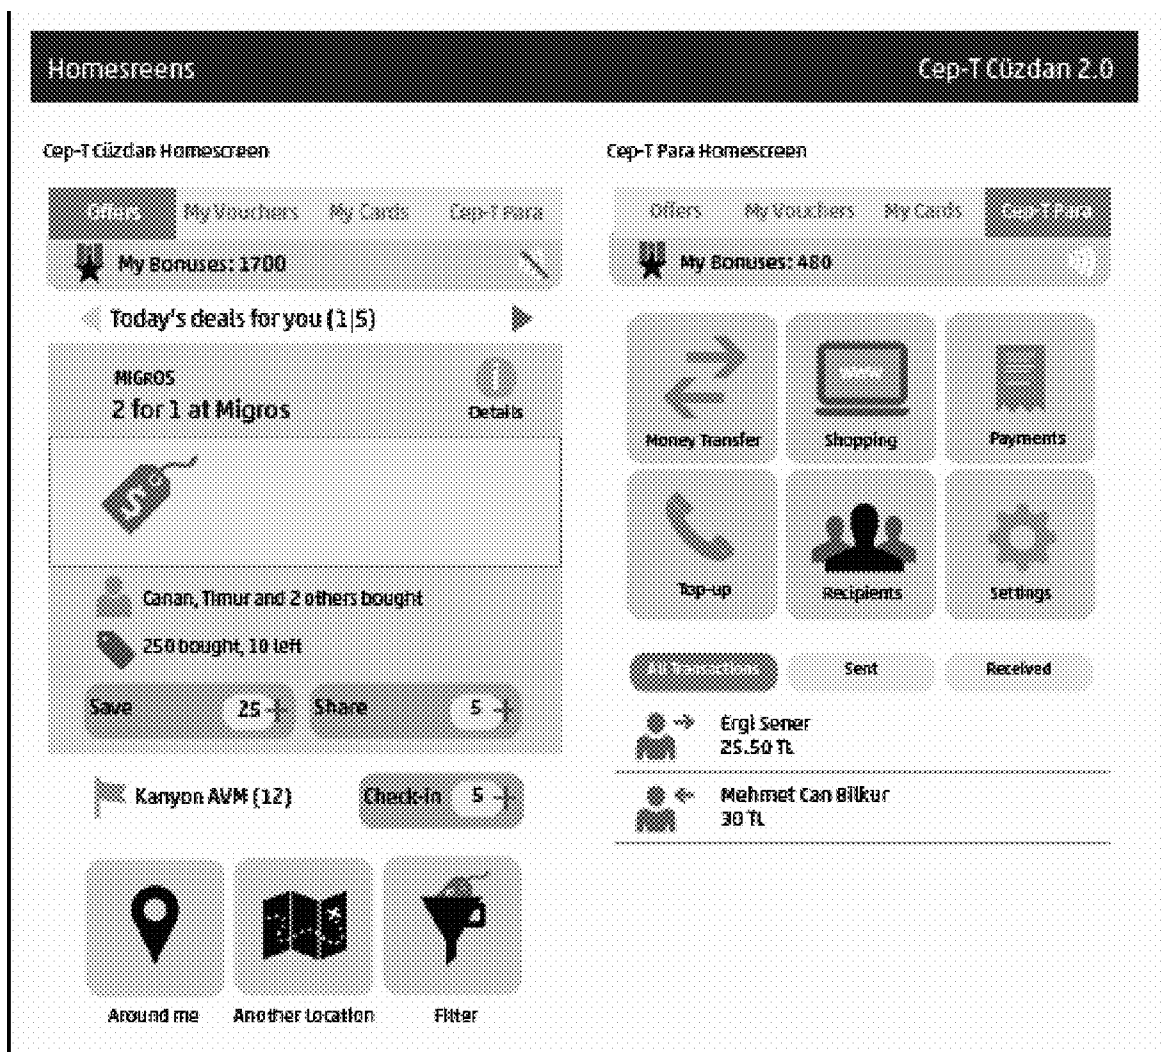 Homesreens
Cep-T Cüzdan 2.0
Cep-T Cüzdan Homescreen
Offers My Vouchers My Cards Cep-T Para
My Bonuses: 1700
Today's deals for you (1|5)
MIGROS
2 for 1 at Migros
Details
Canan, Timur and 2 others bought
250 bought, 10 left
Save 25 Share 5
Kanyon AVM (12) Check-in 5
Around me Another Location Filter
Cep-T Para Homescreen
Offers My Vouchers My Cards Cep-T Para
My Bonuses: 480
Money Transfer Shopping Payments
Top-up Recipients Settings
Sent Received
Ergi Sener
25.50 TL
Mehmet Can Bilkur
30 TL